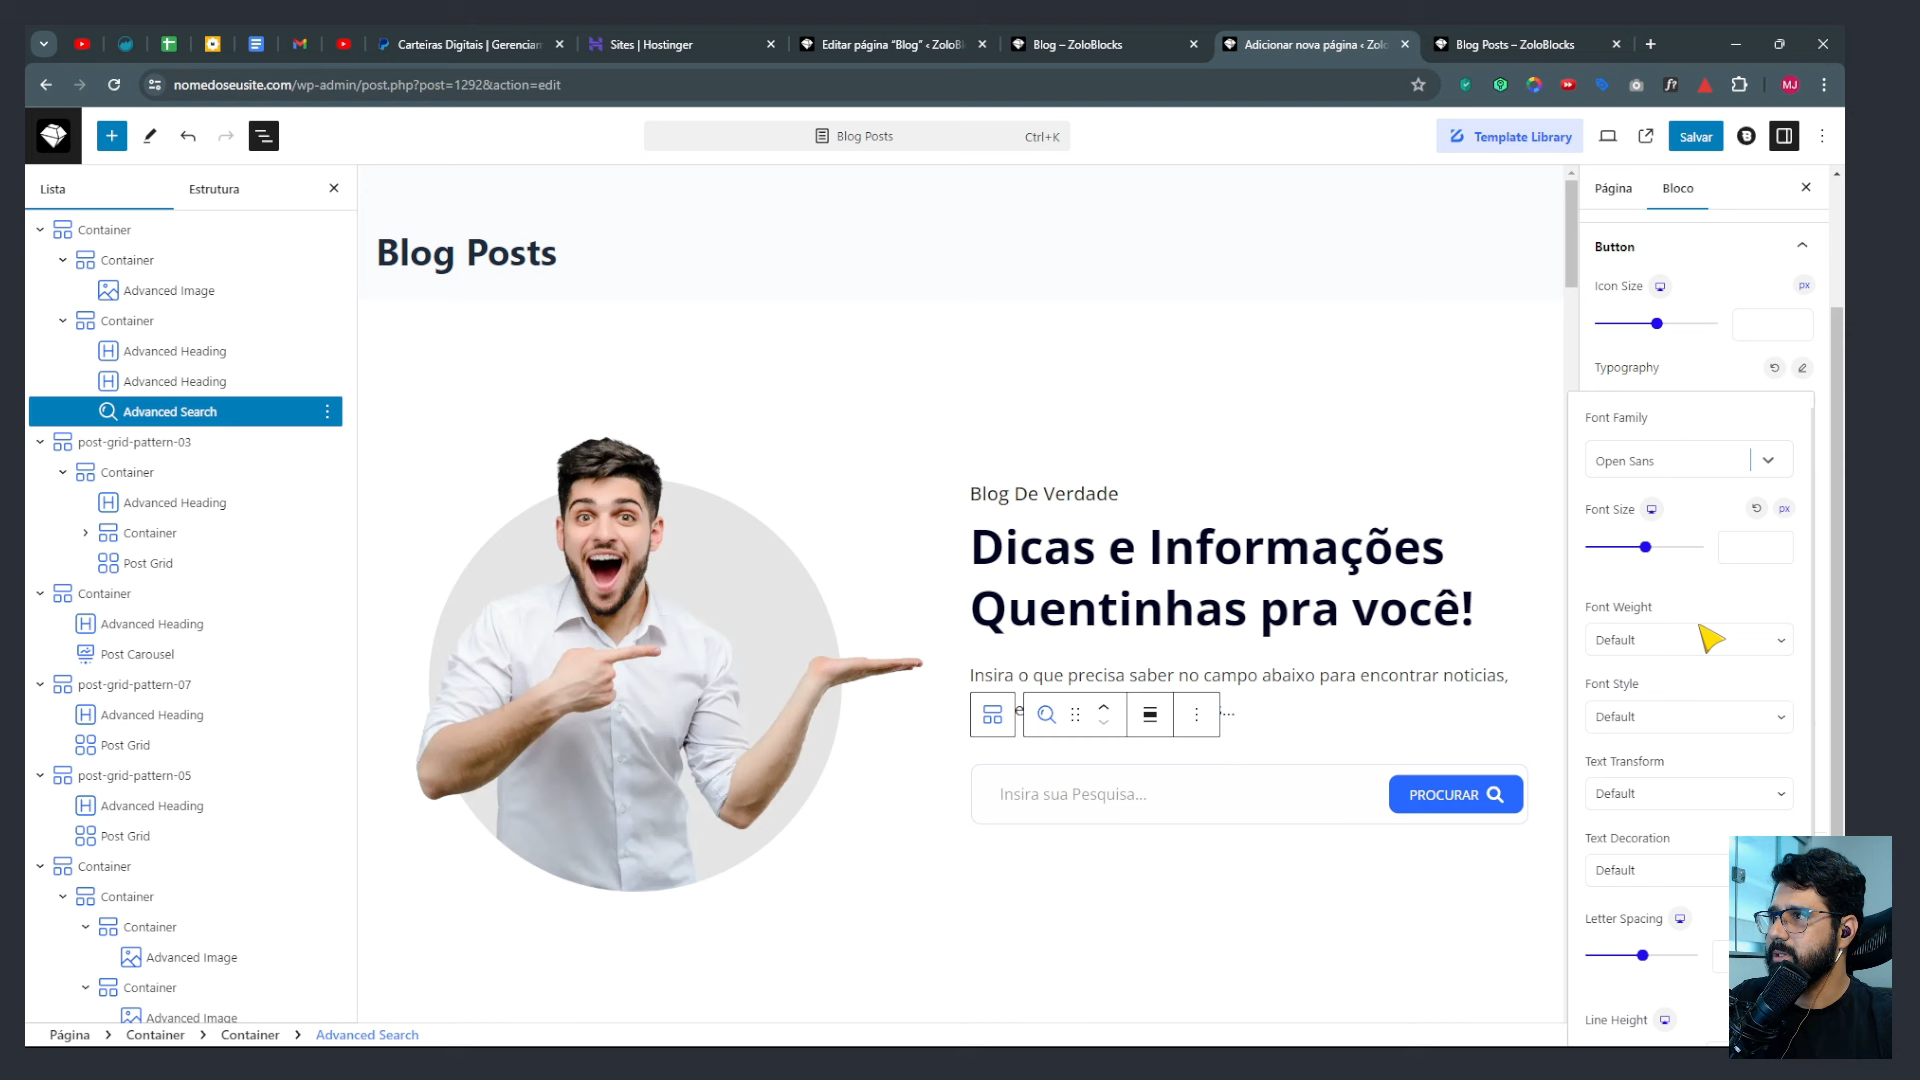 Carteiras Digitais | Gerencian
Sites | Hostinger
Editar página “Blog” ‹ ZoloBl
Blog – ZoloBlocks
Adicionar nova página ‹ Zolo
Blog Posts – ZoloBlocks
nomedoseusite.com/wp-admin/post.php?post=1292&action=edit
MJ
Blog Posts
Ctrl+K
Template Library
Salvar
Lista
Estrutura
Container
Container
Advanced Image
Container
Advanced Heading
Advanced Heading
Advanced Search
post-grid-pattern-03
Container
Advanced Heading
Container
Post Grid
Container
Advanced Heading
Post Carousel
post-grid-pattern-07
Advanced Heading
Post Grid
post-grid-pattern-05
Advanced Heading
Post Grid
Container
Container
Container
Advanced Image
Container
Advanced Image
Blog Posts
Blog De Verdade
Dicas e Informações
Quentinhas pra você!
Insira o que precisa saber no campo abaixo para encontrar noticias,
Insira sua Pesquisa...
PROCURAR
Página
Bloco
Button
Icon Size
px
Typography
Font Family
Open Sans
Font Size
px
Font Weight
Default
Font Style
Default
Text Transform
Default
Text Decoration
Default
Letter Spacing
Line Height
Página
Container
Container
Advanced Search